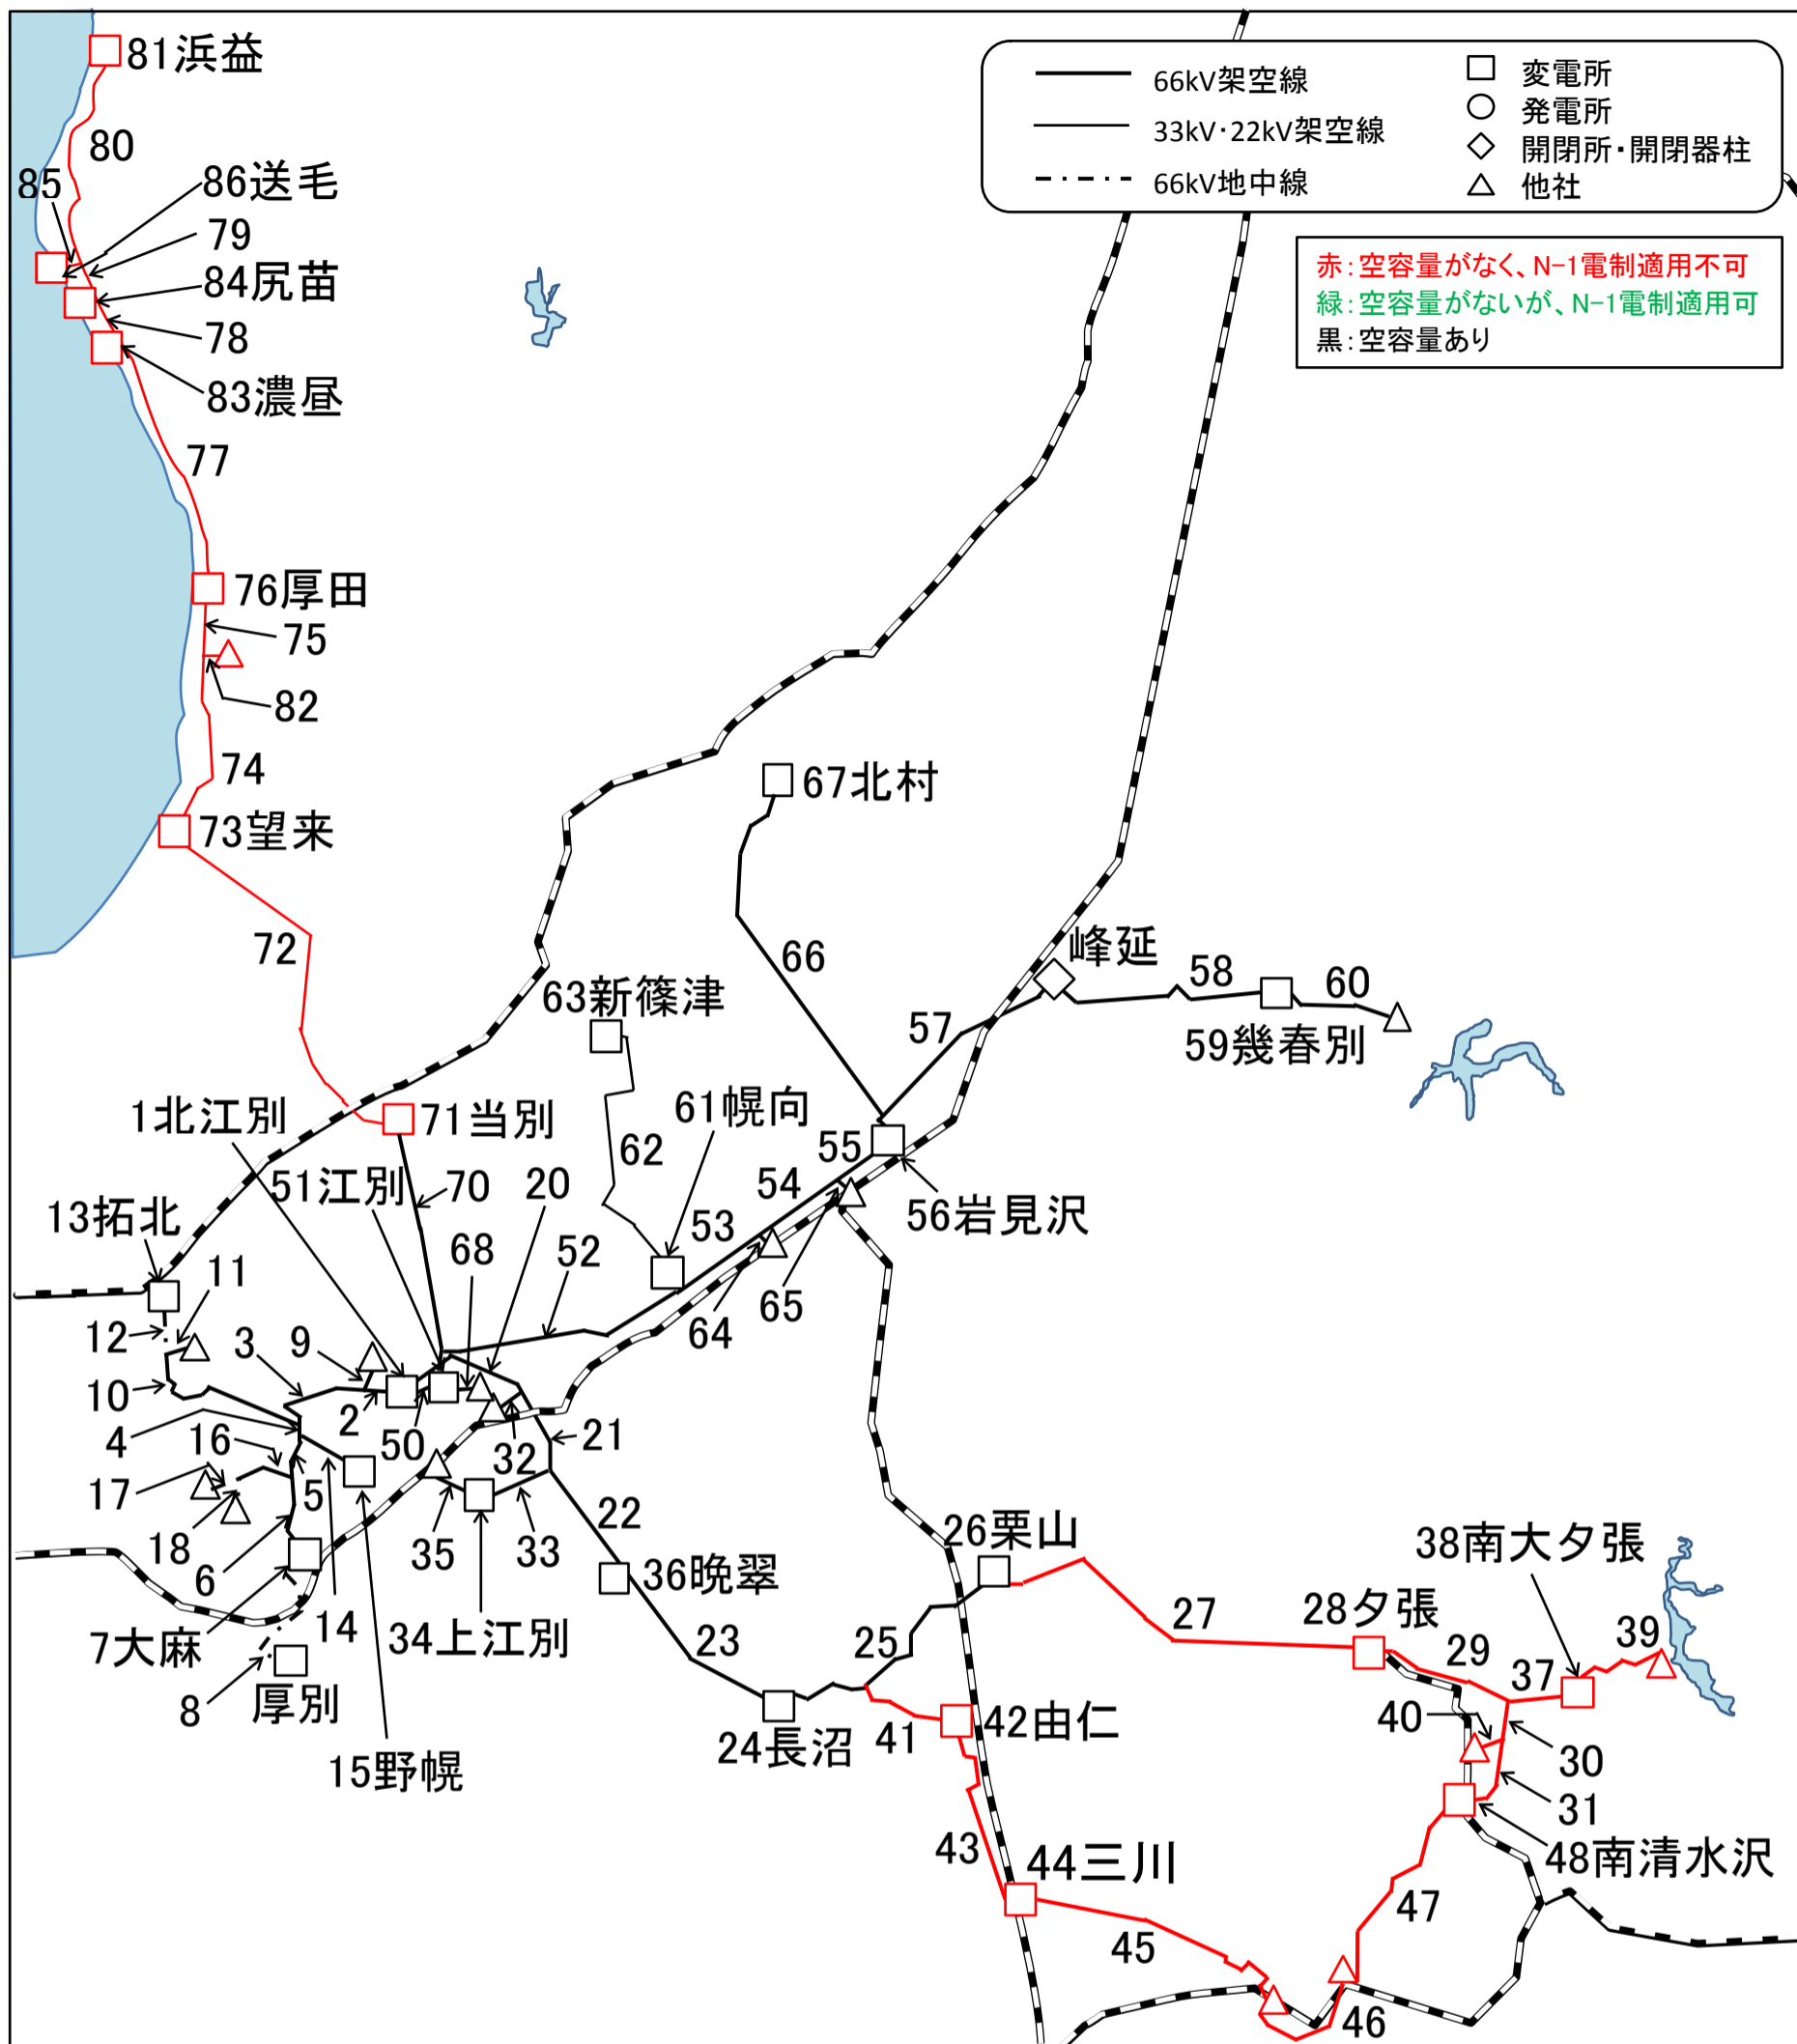 81浜益
66kV架空線
33kV・22kV架空線
66kV地中線
変電所
発電所
開閉所・開閉器柱
他社
赤：空容量がなく、N-1電制適用不可
緑：空容量がないが、N-1電制適用可
黒：空容量あり
80
85
86送毛
79
84尻苗
78
83濃昼
77
76厚田
75
82
74
73望来
67北村
72
66
峰延
58
60
63新篠津
57
59幾春別
1北江別
61幌向
71当別
62
55
51江別
70
20
54
56岩見沢
13拓北
53
68
52
11
65
64
12
3
9
10
2
4
16
50
32
21
17
5
22
18
35
33
26栗山
38南大夕張
6
36晩翠
27
28夕張
14
34上江別
7大麻
23
25
29
39
37
8
厚別
40
24長沼
41
42由仁
15野幌
30
31
43
44三川
48南清水沢
47
45
46